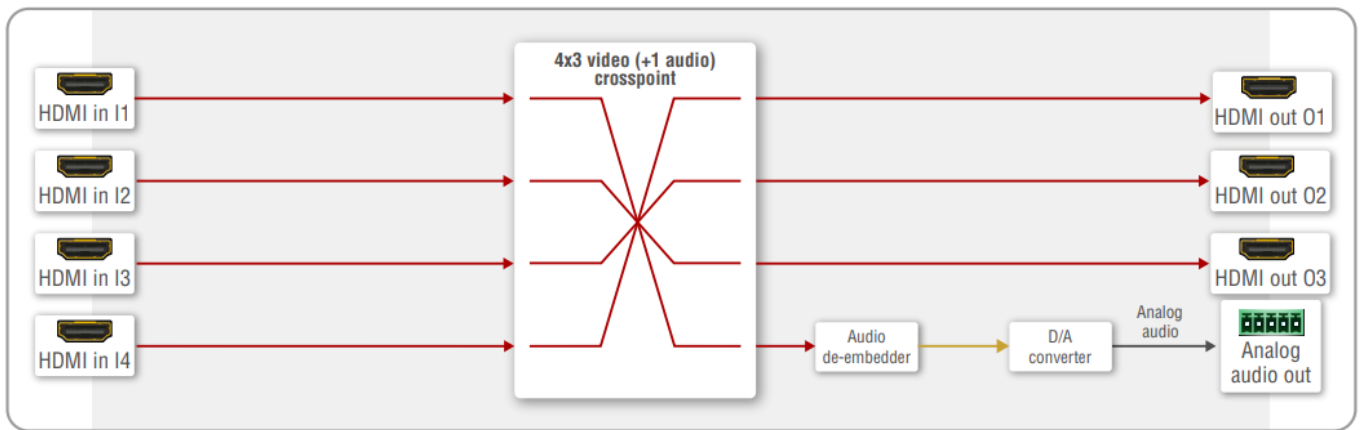 4x3 video (+1 audio)
crosspoint
HDMI in I1
HDMI in I2
HDMI in I3
HDMI in I4
HDMI out O1
HDMI out O2
HDMI out O3
Audio
de-embedder
D/A
converter
Analog
audio
Analog
audio out